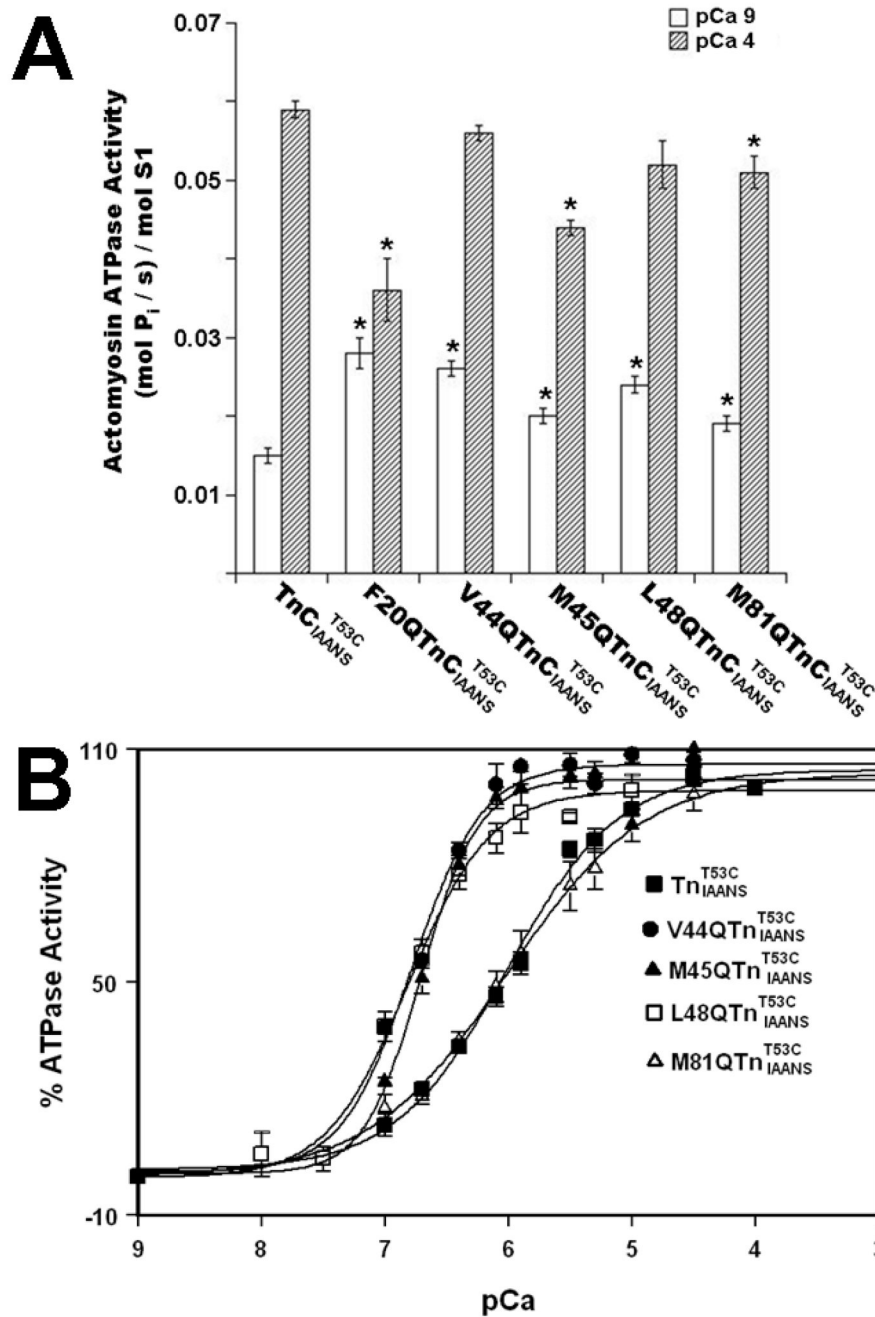 A
0.07
0.05
0.03
0.01
Actomyosin ATPase Activity
(mol Pi / s) / mol S1
pCa 9
pCa 4
*
*
*
*
*
*
*
*
TnC T53C IAANS
F20QTnC T53C IAANS
V44QTnC T53C IAANS
M45QTnC T53C IAANS
L48QTnC T53C IAANS
M81QTnC T53C IAANS
B
110
50
-10
% ATPase Activity
Tn T53C IAANS
V44QTn T53C IAANS
M45QTn T53C IAANS
L48QTn T53C IAANS
M81QTn T53C IAANS
9 8 7 6 5 4 3
pCa